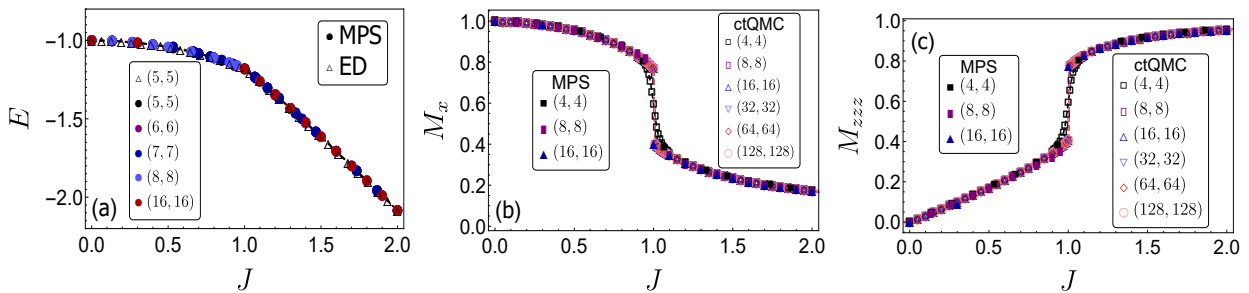 −1.0
−1.5
−2.0
E
MPS
ED
(5, 5)
(5, 5)
(6, 6)
(7, 7)
(8, 8)
(16, 16)
(a)
0.0 0.5 1.0 1.5 2.0
J
1.0
0.8
0.6
0.4
0.2
0.0
M_x
MPS
(4, 4)
(8, 8)
(16, 16)
ctQMC
(4, 4)
(8, 8)
(16, 16)
(32, 32)
(64, 64)
(128, 128)
(b)
0.0 0.5 1.0 1.5 2.0
J
1.0
0.8
0.6
0.4
0.2
0.0
M_zzz
(c)
MPS
(4, 4)
(8, 8)
(16, 16)
ctQMC
(4, 4)
(8, 8)
(16, 16)
(32, 32)
(64, 64)
(128, 128)
0.0 0.5 1.0 1.5 2.0
J